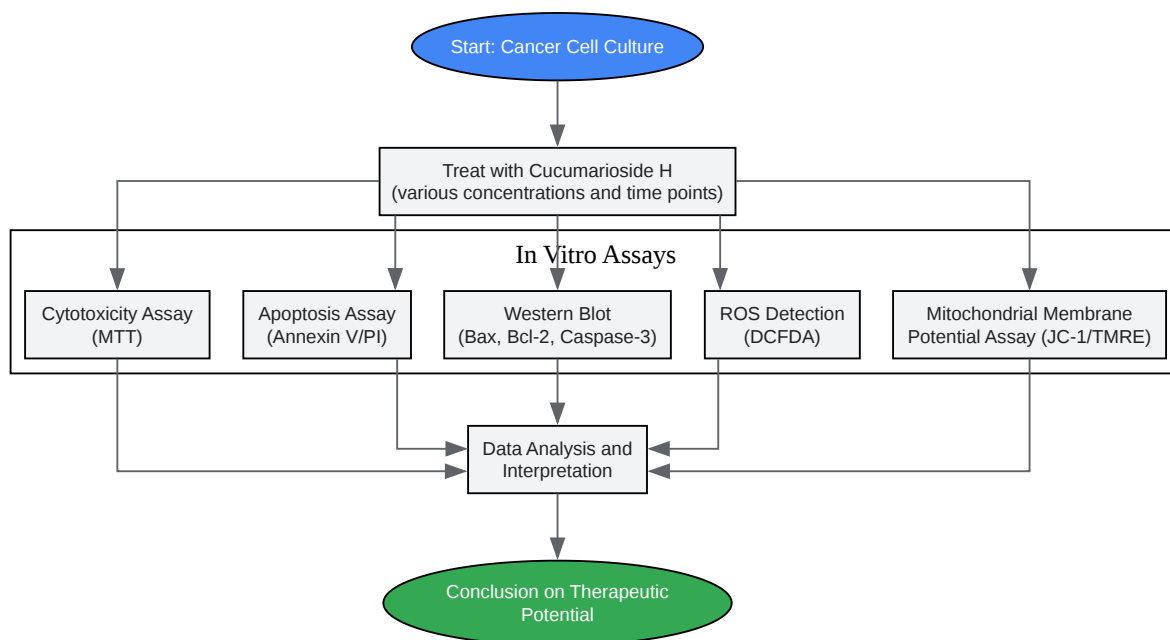 Start: Cancer Cell Culture
Treat with Cucumarioside H
(various concentrations and time points)
In Vitro Assays
Cytotoxicity Assay
(MTT)
Apoptosis Assay
(Annexin V/PI)
Western Blot
(Bax, Bcl-2, Caspase-3)
ROS Detection
(DCFDA)
Mitochondrial Membrane
Potential Assay (JC-1/TMRE)
Data Analysis and
Interpretation
Conclusion on Therapeutic
Potential